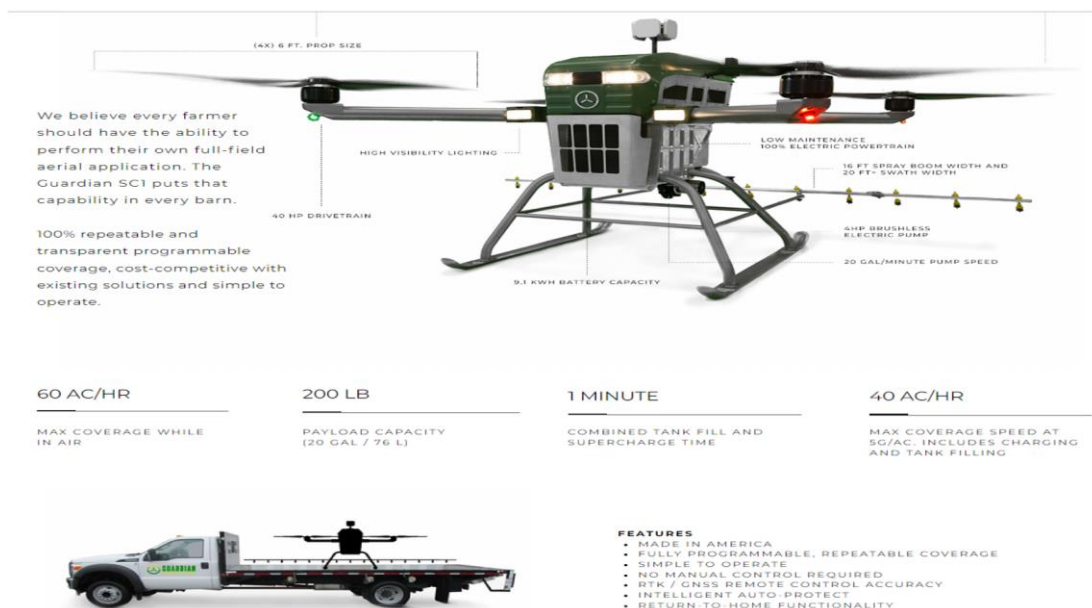 (4X) 6 FT. PROP SIZE
We believe every farmer
should have the ability to
perform their own full-field
aerial application. The
Guardian SC1 puts that
capability in every barn.
100% repeatable and
transparent programmable
coverage, cost-competitive with
existing solutions and simple to
operate.
HIGH VISIBILITY LIGHTING
40 HP DRIVETRAIN
LOW MAINTENANCE
100% ELECTRIC POWERTRAIN
16 FT SPRAY BOOM WIDTH AND
20 FT+ SWATH WIDTH
4HP BRUSHLESS
ELECTRIC PUMP
20 GAL/MINUTE PUMP SPEED
9.1 KWH BATTERY CAPACITY
60 AC/HR
MAX COVERAGE WHILE
IN AIR
200 LB
PAYLOAD CAPACITY
(20 GAL / 76 L)
1 MINUTE
COMBINED TANK FILL AND
SUPERCHARGE TIME
40 AC/HR
MAX COVERAGE SPEED AT
5G/AC. INCLUDES CHARGING
AND TANK FILLING
GUARDIAN
FEATURES
• MADE IN AMERICA
• FULLY PROGRAMMABLE, REPEATABLE COVERAGE
• SIMPLE TO OPERATE
• NO MANUAL CONTROL REQUIRED
• RTK / GNSS REMOTE CONTROL ACCURACY
• INTELLIGENT AUTO-PROTECT
• RETURN-TO-HOME FUNCTIONALITY